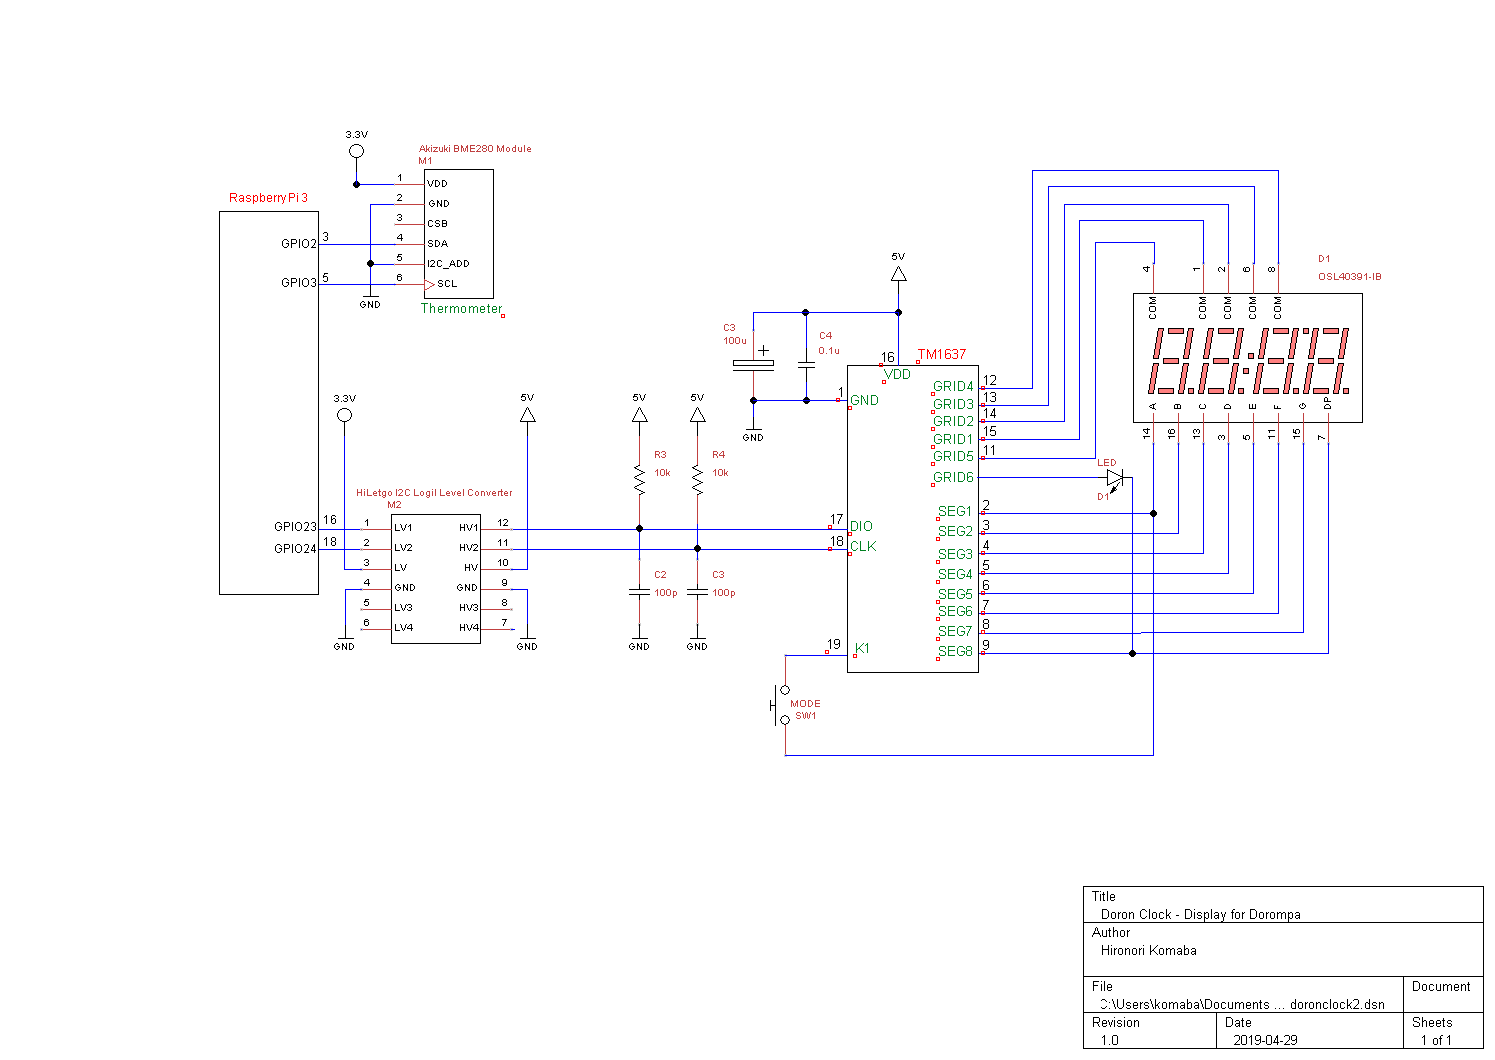 3.3V
Akizuki BME280 Module
M1
RaspberryPi 3
1
VDD
2
GND
3
CSB
GPIO2
3
4
SDA
5
I2C_ADD
GPIO3
5
6
SCL
GND
Thermometer
3.3V
HiLetgo I2C Logil Level Converter
M2
GPIO23
16
1
LV1
HV1
12
GPIO24
18
2
LV2
HV2
11
3
LV
HV
10
4
GND
GND
9
5
LV3
HV3
8
6
LV4
HV4
7
GND
GND
5V
5V
5V
R3
10k
R4
10k
C2
100p
C3
100p
GND
GND
5V
C3
100u
+
C4
0.1u
GND
TM1637
16
VDD
1
GND
17
DIO
18
CLK
19
K1
GRID4
12
GRID3
13
GRID2
14
GRID1
15
GRID5
11
GRID6
SEG1
2
SEG2
3
SEG3
4
SEG4
5
SEG5
6
SEG6
7
SEG7
8
SEG8
9
LED
D1
MODE
SW1
D1
OSL40391-IB
4
1
2
6
8
COM
COM
COM
COM
COM
A
B
C
D
E
F
G
DP
14
16
13
3
5
11
15
7
Title
Doron Clock - Display for Dorompa
Author
Hironori Komaba
File
C:\Users\komaba\Documents ... doronclock2.dsn
Document
Revision
1.0
Date
2019-04-29
Sheets
1 of 1